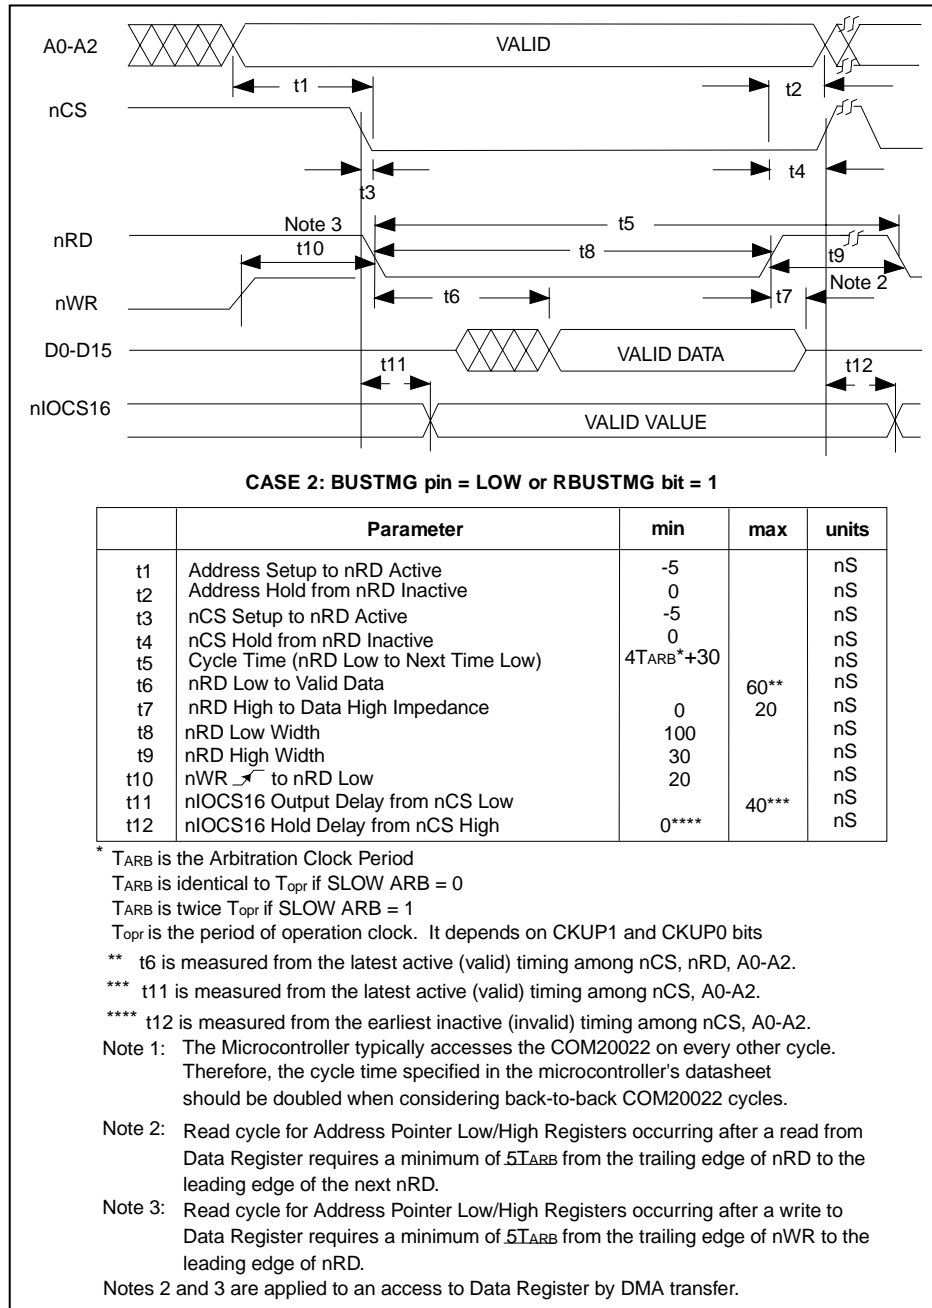 A0-A2
VALID
t1
t2
nCS
t3
t4
nRD
Note 3
t5
t10
t8
t9
Note 2
nWR
t6
t7
D0-D15
VALID DATA
t11
t12
nIOCS16
VALID VALUE
CASE 2: BUSTMG pin = LOW or RBUSTMG bit = 1
Parameter min max units
t1 Address Setup to nRD Active -5 nS
t2 Address Hold from nRD Inactive 0 nS
t3 nCS Setup to nRD Active -5 nS
t4 nCS Hold from nRD Inactive 0 nS
t5 Cycle Time (nRD Low to Next Time Low) 4TARB*+30 nS
t6 nRD Low to Valid Data 60** nS
t7 nRD High to Data High Impedance 0 20 nS
t8 nRD Low Width 100 nS
t9 nRD High Width 30 nS
t10 nWR to nRD Low 20 nS
t11 nIOCS16 Output Delay from nCS Low 40*** nS
t12 nIOCS16 Hold Delay from nCS High 0**** nS
* TARB is the Arbitration Clock Period
TARB is identical to Topr if SLOW ARB = 0
TARB is twice Topr if SLOW ARB = 1
Topr is the period of operation clock. It depends on CKUP1 and CKUP0 bits
** t6 is measured from the latest active (valid) timing among nCS, nRD, A0-A2.
*** t11 is measured from the latest active (valid) timing among nCS, A0-A2.
**** t12 is measured from the earliest inactive (invalid) timing among nCS, A0-A2.
Note 1: The Microcontroller typically accesses the COM20022 on every other cycle.
Therefore, the cycle time specified in the microcontroller's datasheet
should be doubled when considering back-to-back COM20022 cycles.
Note 2: Read cycle for Address Pointer Low/High Registers occurring after a read from
Data Register requires a minimum of 5TARB from the trailing edge of nRD to the
leading edge of the next nRD.
Note 3: Read cycle for Address Pointer Low/High Registers occurring after a write to
Data Register requires a minimum of 5TARB from the trailing edge of nWR to the
leading edge of nRD.
Notes 2 and 3 are applied to an access to Data Register by DMA transfer.